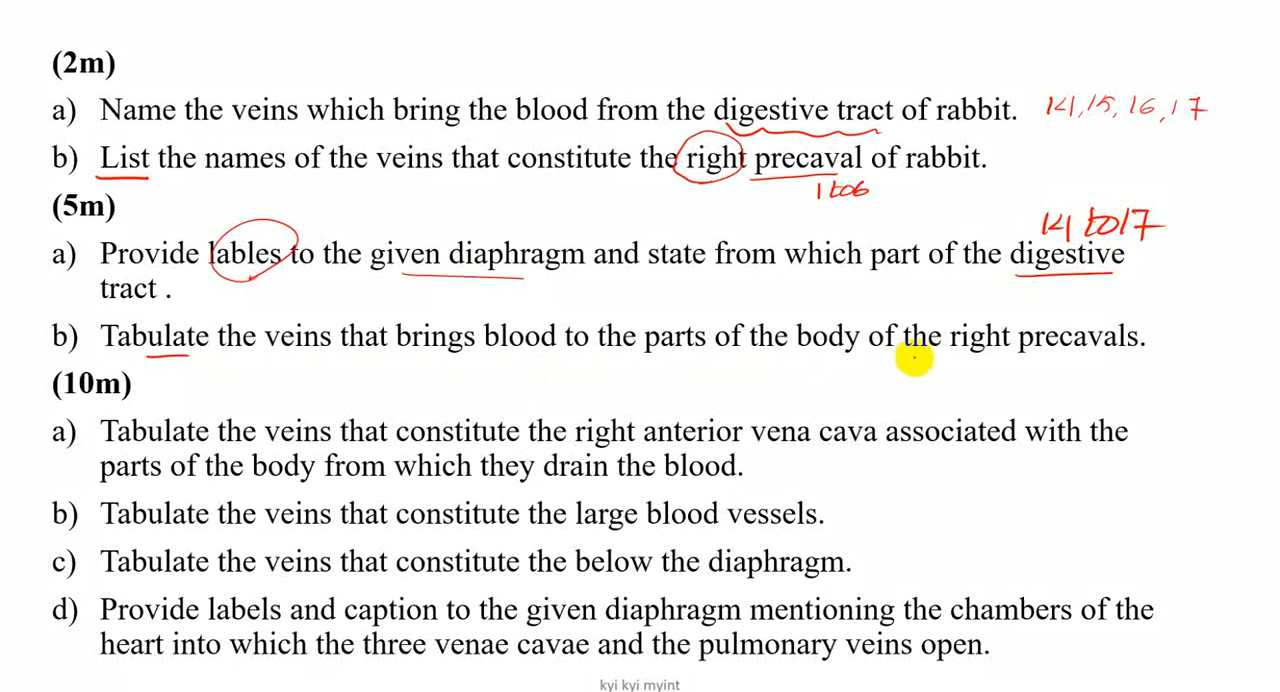 (2m)
a) Name the veins which bring the blood from the digestive tract of rabbit. 14,15,16,17
b) List the names of the veins that constitute the right precaval of rabbit.
1 to 6
(5m)
14 to 17
a) Provide lables to the given diaphragm and state from which part of the digestive
tract .
b) Tabulate the veins that brings blood to the parts of the body of the right precavals.
(10m)
a) Tabulate the veins that constitute the right anterior vena cava associated with the
parts of the body from which they drain the blood.
b) Tabulate the veins that constitute the large blood vessels.
c) Tabulate the veins that constitute the below the diaphragm.
d) Provide labels and caption to the given diaphragm mentioning the chambers of the
heart into which the three venae cavae and the pulmonary veins open.
kyi kyi myint